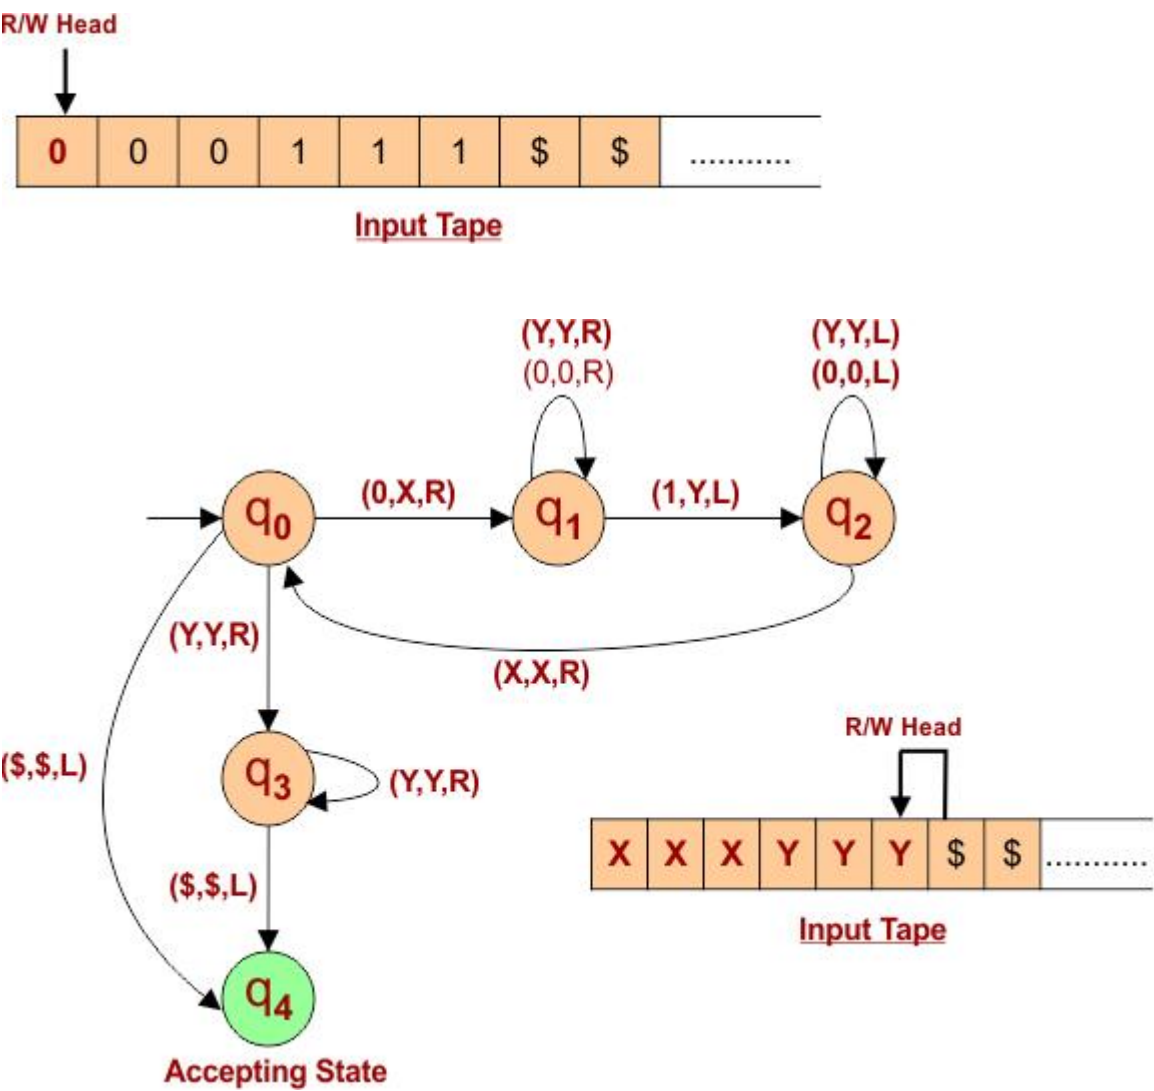 R/W Head
0 0 0 1 1 1 $ $ ...........
Input Tape
(Y,Y,R) (Y,Y,L)
(0,0,R) (0,0,L)
(0,X,R) (1,Y,L)
q0 q1 q2
(Y,Y,R)
(X,X,R)
R/W Head
($,$,L)
q3 (Y,Y,R)
X X X Y Y Y $ $ ...........
($,$,L)
Input Tape
q4
Accepting State